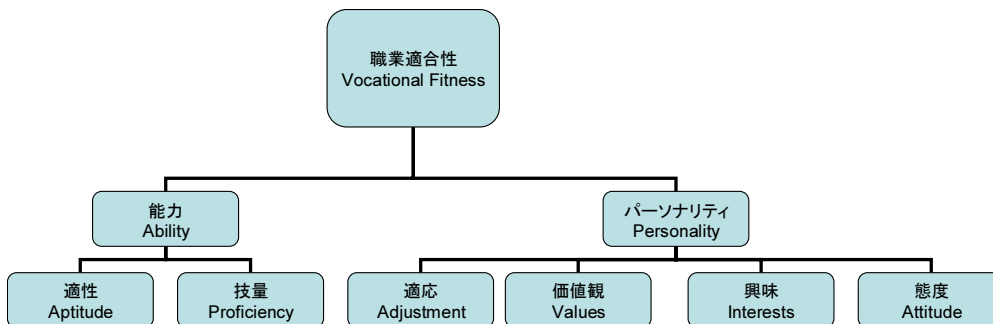 職業適合性
Vocational Fitness
能力
Ability
パーソナリティ
Personality
適性
Aptitude
技量
Proficiency
適応
Adjustment
価値観
Values
興味
Interests
態度
Attitude